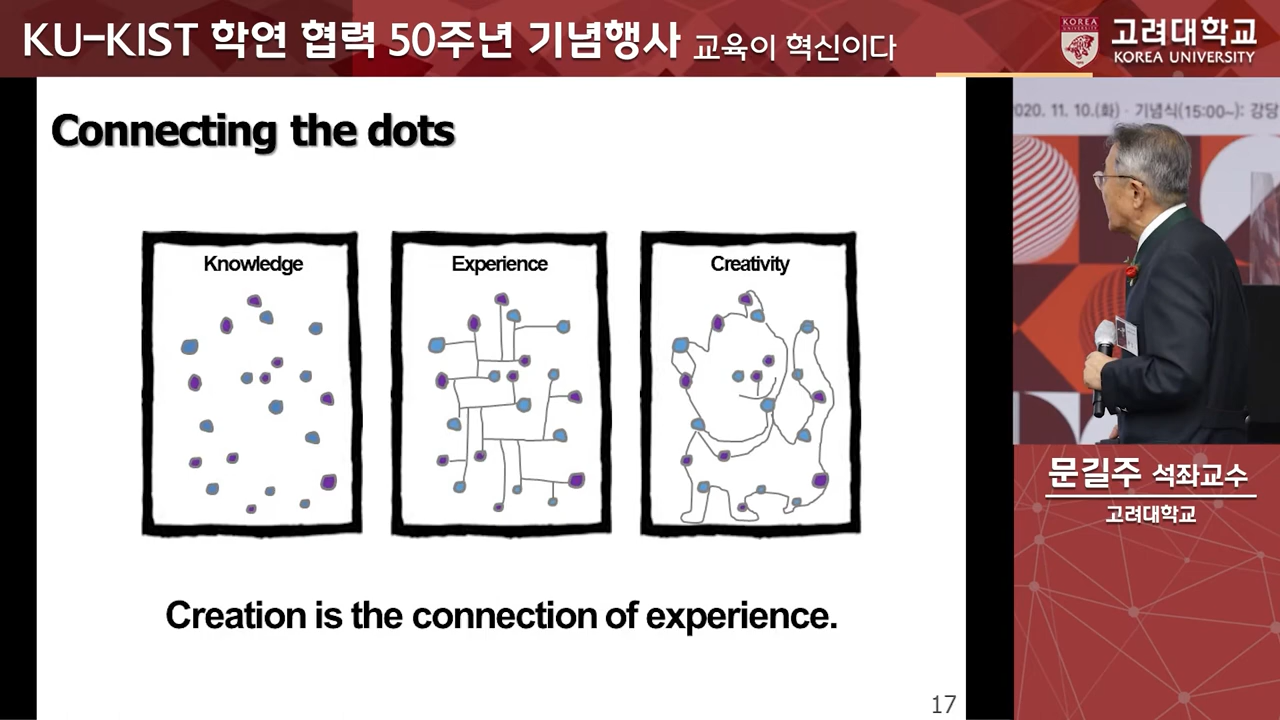 KU-KIST 학연 협력 50주년 기념행사 교육이 혁신이다
KOREA
UNIVERSITY
고려대학교
KOREA UNIVERSITY
Connecting the dots
Knowledge
Experience
Creativity
Creation is the connection of experience.
17
2020. 11. 10.(화) · 기념식(15:00~): 강당
문길주 석좌교수
고려대학교